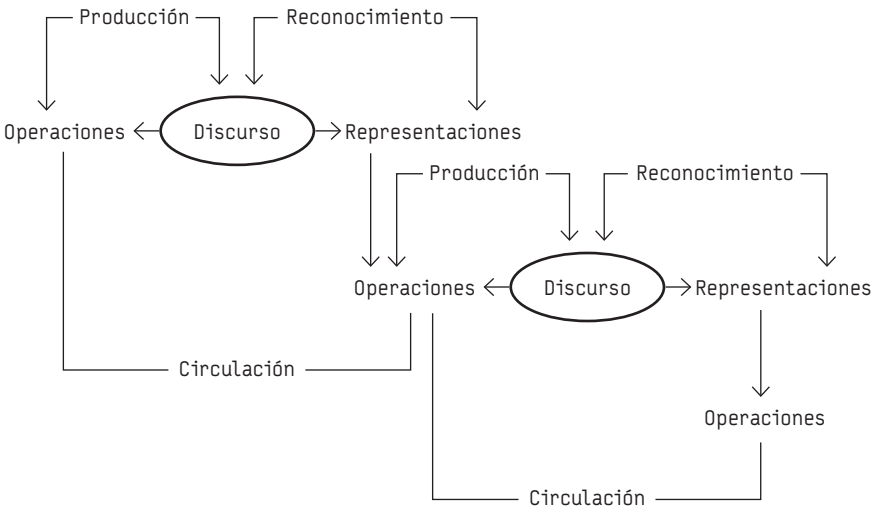 Producción Reconocimiento
Operaciones Discurso Representaciones
Producción Reconocimiento
Operaciones Discurso Representaciones
Circulación
Operaciones
Circulación